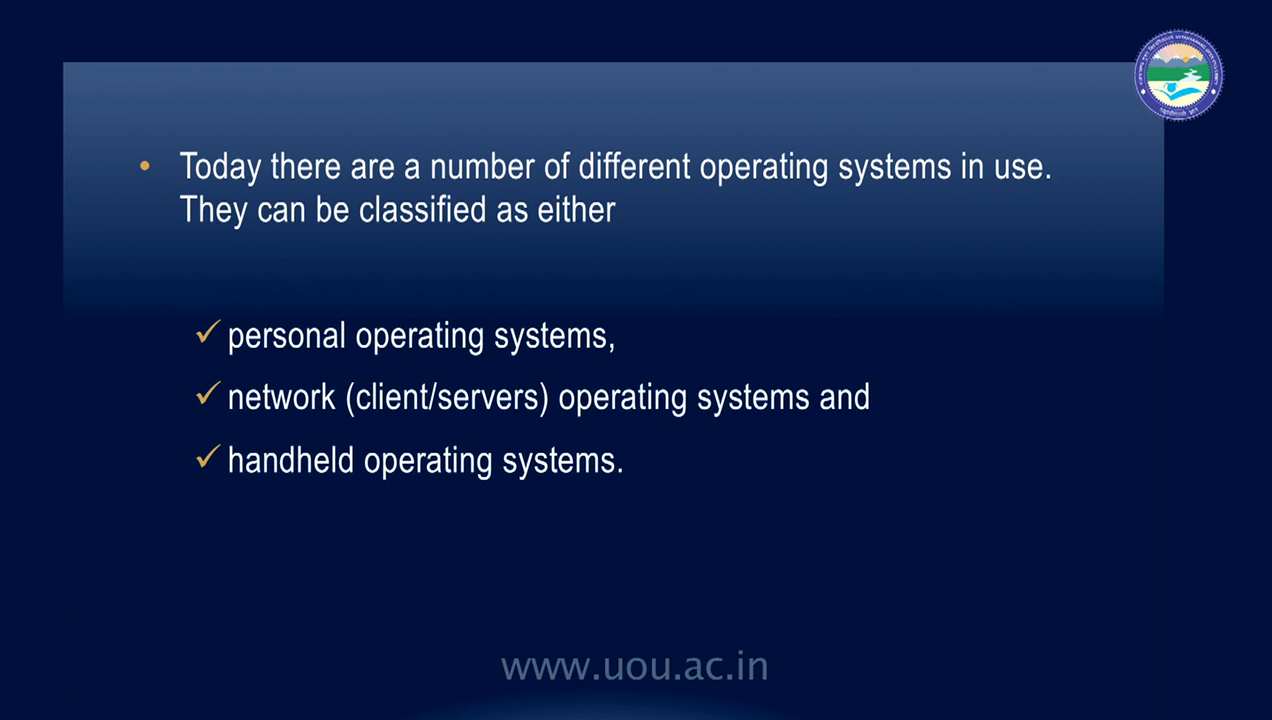 Today there are a number of different operating systems in use.
They can be classified as either
personal operating systems,
network (client/servers) operating systems and
handheld operating systems.
www.uou.ac.in